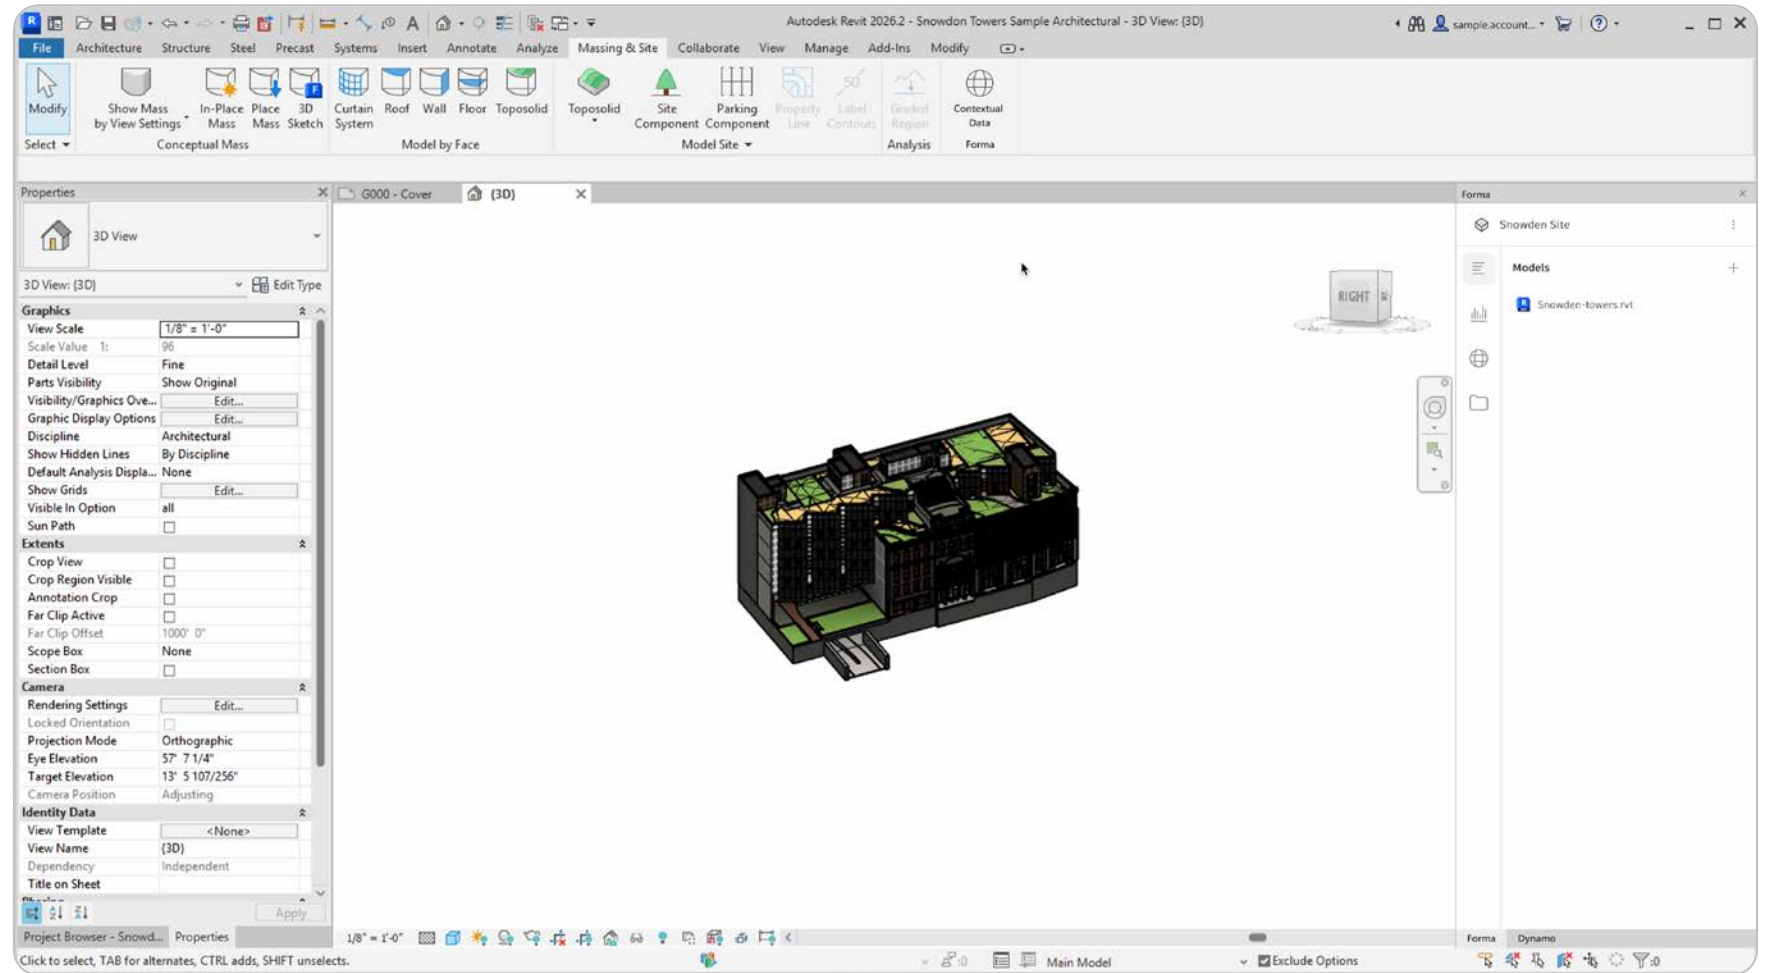 Autodesk Revit 2026.2 - Snowdon Towers Sample Architectural - 3D View: {3D}
sample.account...
File Architecture Structure Steel Precast Systems Insert Annotate Analyze Massing & Site Collaborate View Manage Add-Ins Modify
Modify
Show Mass by View Settings
In-Place Mass
Place Mass
3D Sketch
Curtain System
Roof
Wall
Floor
Toposolid
Toposolid
Site Component
Parking Component
Property Line
Label Contours
Graded Region
Contextual Data
Select
Conceptual Mass
Model by Face
Model Site
Analysis
Forma
Properties
G000 - Cover
{3D}
Forma
3D View
Snowden Site
Models
Snowden-towers.rvt
3D View: {3D}
Edit Type
Graphics
View Scale 1/8" = 1'-0"
Scale Value 1: 96
Detail Level Fine
Parts Visibility Show Original
Visibility/Graphics Ove... Edit...
Graphic Display Options Edit...
Discipline Architectural
Show Hidden Lines By Discipline
Default Analysis Displa... None
Show Grids Edit...
Visible In Option all
Sun Path
Extents
Crop View
Crop Region Visible
Annotation Crop
Far Clip Active
Far Clip Offset 1000' 0"
Scope Box None
Section Box
Camera
Rendering Settings Edit...
Locked Orientation
Projection Mode Orthographic
Eye Elevation 57' 7 1/4"
Target Elevation 13' 5 107/256"
Camera Position Adjusting
Identity Data
View Template <None>
View Name {3D}
Dependency Independent
Title on Sheet
Apply
RIGHT
Project Browser - Snowd... Properties
1/8" = 1'-0"
Forma Dynamo
Click to select, TAB for alternates, CTRL adds, SHIFT unselects.
:0
Main Model
Exclude Options
:0